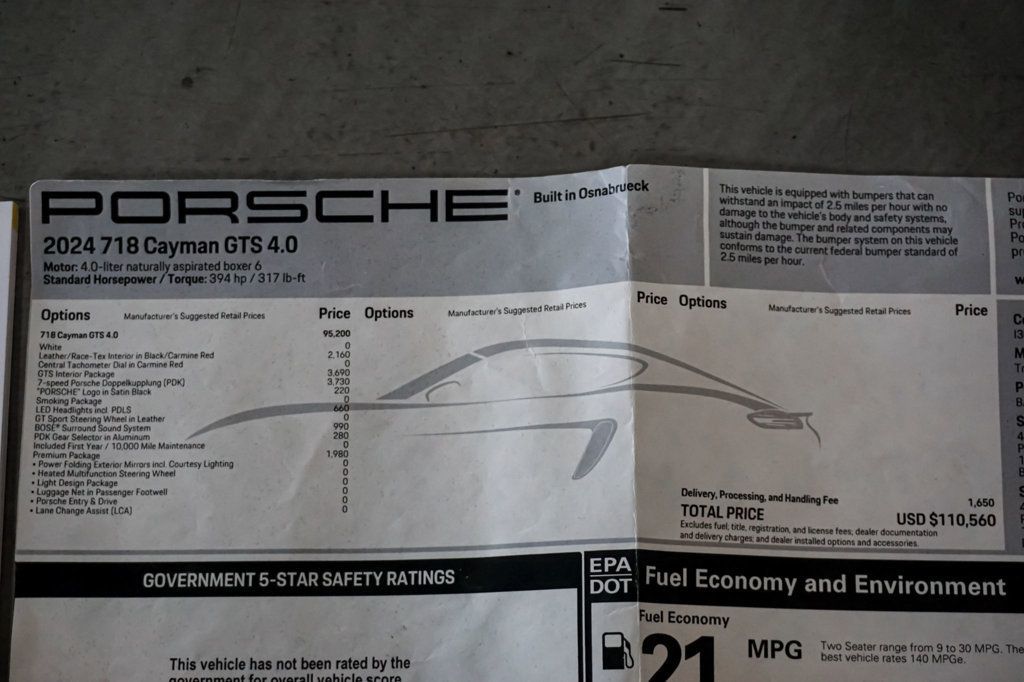 PORSCHE
Built in Osnabrueck
2024 718 Cayman GTS 4.0
Motor: 4.0-liter naturally aspirated boxer 6
Standard Horsepower / Torque: 394 hp / 317 lb-ft
This vehicle is equipped with bumpers that can
withstand an impact of 2.5 miles per hour with no
damage to the vehicle's body and safety systems,
although the bumper and related components may
sustain damage. The bumper system on this vehicle
conforms to the current federal bumper standard of
2.5 miles per hour.
Options Manufacturer's Suggested Retail Prices Price Options Manufacturer's Suggested Retail Prices Price Options Manufacturer's Suggested Retail Prices Price
718 Cayman GTS 4.0 95,200
White 0
Leather/Race-Tex Interior in Black/Carmine Red 2,160
Central Tachometer Dial in Carmine Red 0
GTS Interior Package 3,690
7-speed Porsche Doppelkupplung (PDK) 3,730
"PORSCHE" Logo in Satin Black 220
Smoking Package 0
LED Headlights incl. PDLS 660
GT Sport Steering Wheel in Leather 0
BOSE® Surround Sound System 990
PDK Gear Selector in Aluminum 280
Included First Year / 10,000 Mile Maintenance 0
Premium Package 1,980
• Power Folding Exterior Mirrors incl. Courtesy Lighting 0
• Heated Multifunction Steering Wheel 0
• Light Design Package 0
• Luggage Net in Passenger Footwell 0
• Porsche Entry & Drive 0
• Lane Change Assist (LCA) 0
Delivery, Processing, and Handling Fee 1,650
TOTAL PRICE USD $110,560
Excludes fuel, title, registration, and license fees; dealer documentation
and delivery charges; and dealer installed options and accessories.
GOVERNMENT 5-STAR SAFETY RATINGS
This vehicle has not been rated by the
government for overall vehicle score
EPA
DOT
Fuel Economy and Environment
Fuel Economy
21 MPG
Two Seater range from 9 to 30 MPG. The
best vehicle rates 140 MPGe.